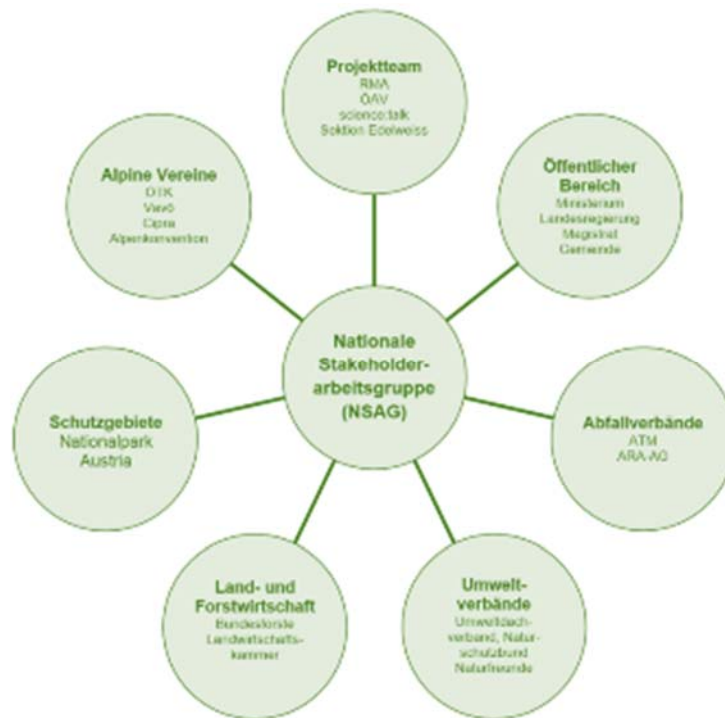 Projektteam
RMA
ÖAV
science:talk
Sektion Edelweiss
Alpine Vereine
ÖTK
Vavö
Cipra
Alpenkonvention
Öffentlicher
Bereich
Ministerium
Landesregierung
Magistrat
Gemeinde
Nationale
Stakeholder-
arbeitsgruppe
(NSAG)
Schutzgebiete
Nationalpark
Austria
Abfallverbände
ATM
ARA-AG
Land- und
Forstwirtschaft
Bundesforste
Landwirtschafts-
kammer
Umwelt-
verbände
Umweltdach-
verband, Natur-
schutzbund
Naturfreunde